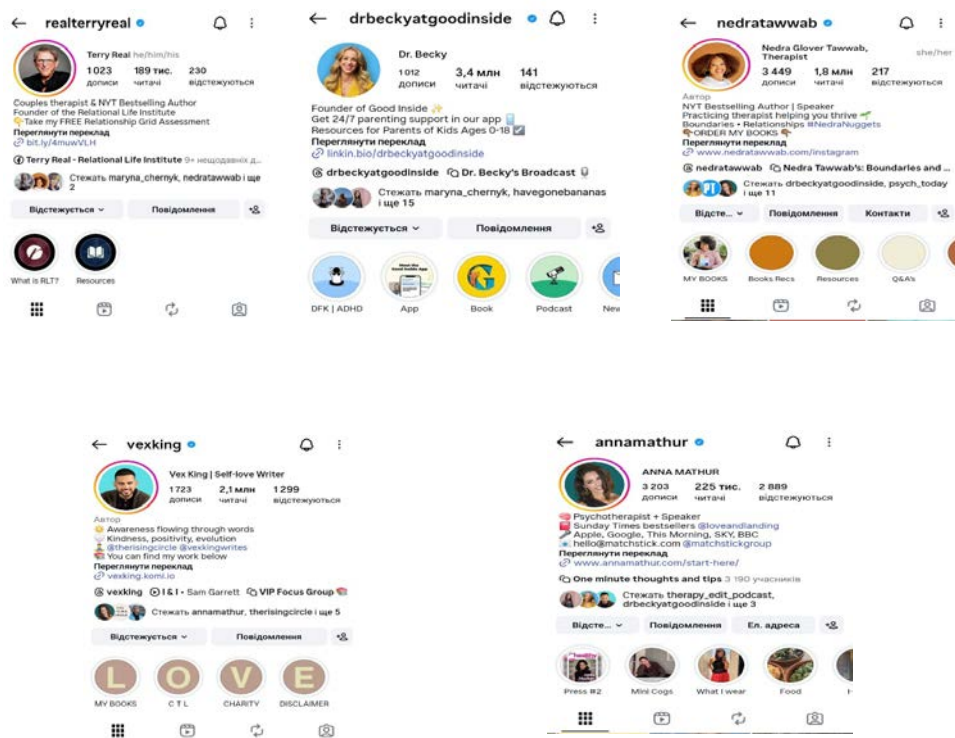 realterryreal
Terry Real he/him/his
1 023 189 тис. 230
дописи читачі відстежуються
Couples therapist & NYT Bestselling Author
Founder of the Relational Life Institute
👇Take my FREE Relationship Grid Assessment
Переглянути переклад
bit.ly/4muwVLH
Terry Real - Relational Life Institute 9+ нещодавніх д...
Стежать maryna_chernyk, nedratawwab і ще
2
Відстежується Повідомлення
What is RLT? Resources
drbeckyatgoodinside
Dr. Becky
1 012 3,4 млн 141
дописи читачі відстежуються
Founder of Good Inside ✨
Get 24/7 parenting support in our app 📱
Resources for Parents of Kids Ages 0-18 ↙️
Переглянути переклад
linkin.bio/drbeckyatgoodinside
drbeckyatgoodinside Dr. Becky's Broadcast 🎙️
Стежать maryna_chernyk, havegonebananas
і ще 15
Відстежується Повідомлення
DFK | ADHD App Book Podcast New
nedratawwab
Nedra Glover Tawwab,
Therapist she/her
3 449 1,8 млн 217
дописи читачі відстежуються
Автор
NYT Bestselling Author | Speaker
Practicing therapist helping you thrive 🌱
Boundaries + Relationships #NedraNuggets
👇ORDER MY BOOKS 👇
Переглянути переклад
www.nedratawwab.com/instagram
nedratawwab Nedra Tawwab's: Boundaries and ...
Стежать drbeckyatgoodinside, psych_today
і ще 11
Відсте... Повідомлення Контакти
MY BOOKS Books Recs Resources Q&A's
vexking
Vex King | Self-love Writer
1 723 2,1 млн 1 299
дописи читачі відстежуються
Автор
Awareness flowing through words
Kindness, positivity, evolution
@therisingcircle @vexkingwrites
📚 You can find my work below
Переглянути переклад
vexking.komi.io
vexking I & I • Sam Garrett VIP Focus Group 📚
Стежать annamathur, therisingcircle і ще 5
Відстежується Повідомлення
L O V E
MY BOOKS C T L CHARITY DISCLAIMER
annamathur
ANNA MATHUR
3 203 225 тис. 2 889
дописи читачі відстежуються
🧠 Psychotherapist + Speaker
📕 Sunday Times bestsellers @loveandlanding
🎤 Apple, Google, This Morning, SKY, BBC
💌 hello@matchstick.com @matchstickgroup
Переглянути переклад
www.annamathur.com/start-here/
One minute thoughts and tips 3 190 учасників
Стежать therapy_edit_podcast,
drbeckyatgoodinside і ще 3
Відсте... Повідомлення Ел. адреса
Press #2 Mini Cogs What I wear Food